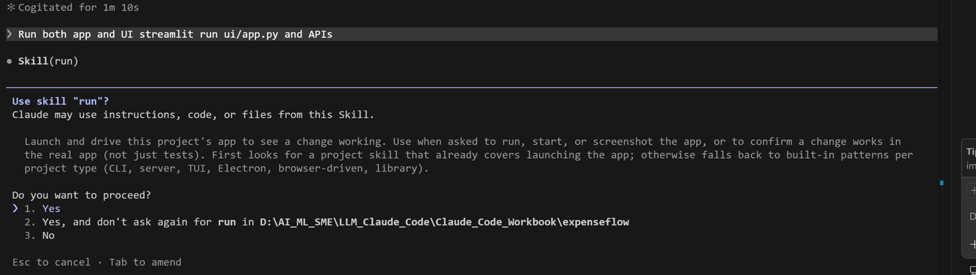 ✻ Cogitated for 1m 10s
❯ Run both app and UI streamlit run ui/app.py and APIs
● Skill(run)
Use skill "run"?
Claude may use instructions, code, or files from this Skill.
Launch and drive this project's app to see a change working. Use when asked to run, start, or screenshot the app, or to confirm a change works in
the real app (not just tests). First looks for a project skill that already covers launching the app; otherwise falls back to built-in patterns per
project type (CLI, server, TUI, Electron, browser-driven, library).
Do you want to proceed?
❯ 1. Yes
2. Yes, and don't ask again for run in D:\AI_ML_SME\LLM_Claude_Code\Claude_Code_Workbook\expenseflow
3. No
Esc to cancel · Tab to amend